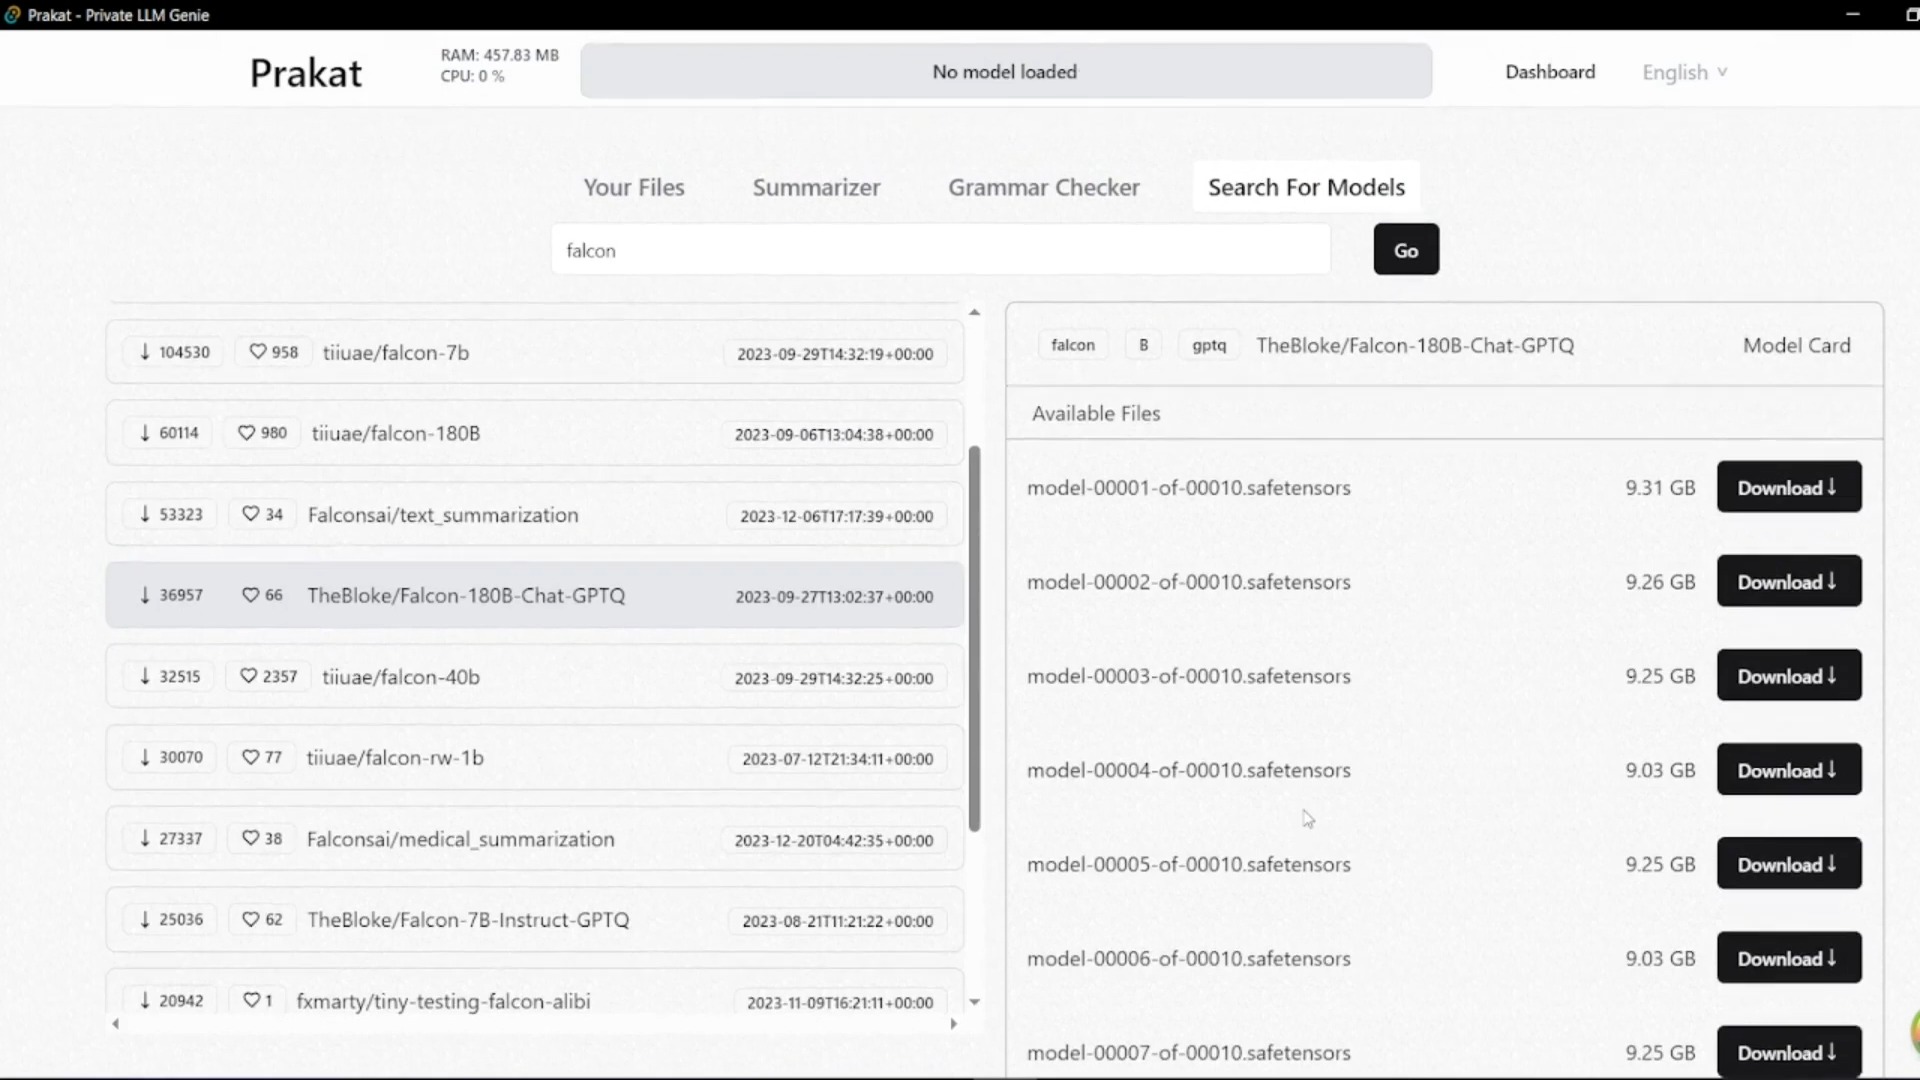 Prakat - Private LLM Genie
Prakat
RAM: 457.83 MB
CPU: 0 %
No model loaded
Dashboard
English
Your Files
Summarizer
Grammar Checker
Search For Models
falcon
Go
↓ 104530 ♡ 958 tiiuae/falcon-7b 2023-09-29T14:32:19+00:00
↓ 60114 ♡ 980 tiiuae/falcon-180B 2023-09-06T13:04:38+00:00
↓ 53323 ♡ 34 Falconsai/text_summarization 2023-12-06T17:17:39+00:00
↓ 36957 ♡ 66 TheBloke/Falcon-180B-Chat-GPTQ 2023-09-27T13:02:37+00:00
↓ 32515 ♡ 2357 tiiuae/falcon-40b 2023-09-29T14:32:25+00:00
↓ 30070 ♡ 77 tiiuae/falcon-rw-1b 2023-07-12T21:34:11+00:00
↓ 27337 ♡ 38 Falconsai/medical_summarization 2023-12-20T04:42:35+00:00
↓ 25036 ♡ 62 TheBloke/Falcon-7B-Instruct-GPTQ 2023-08-21T11:21:22+00:00
↓ 20942 ♡ 1 fxmarty/tiny-testing-falcon-alibi 2023-11-09T16:21:11+00:00
falcon B gptq TheBloke/Falcon-180B-Chat-GPTQ Model Card
Available Files
model-00001-of-00010.safetensors 9.31 GB Download↓
model-00002-of-00010.safetensors 9.26 GB Download↓
model-00003-of-00010.safetensors 9.25 GB Download↓
model-00004-of-00010.safetensors 9.03 GB Download↓
model-00005-of-00010.safetensors 9.25 GB Download↓
model-00006-of-00010.safetensors 9.03 GB Download↓
model-00007-of-00010.safetensors 9.25 GB Download↓